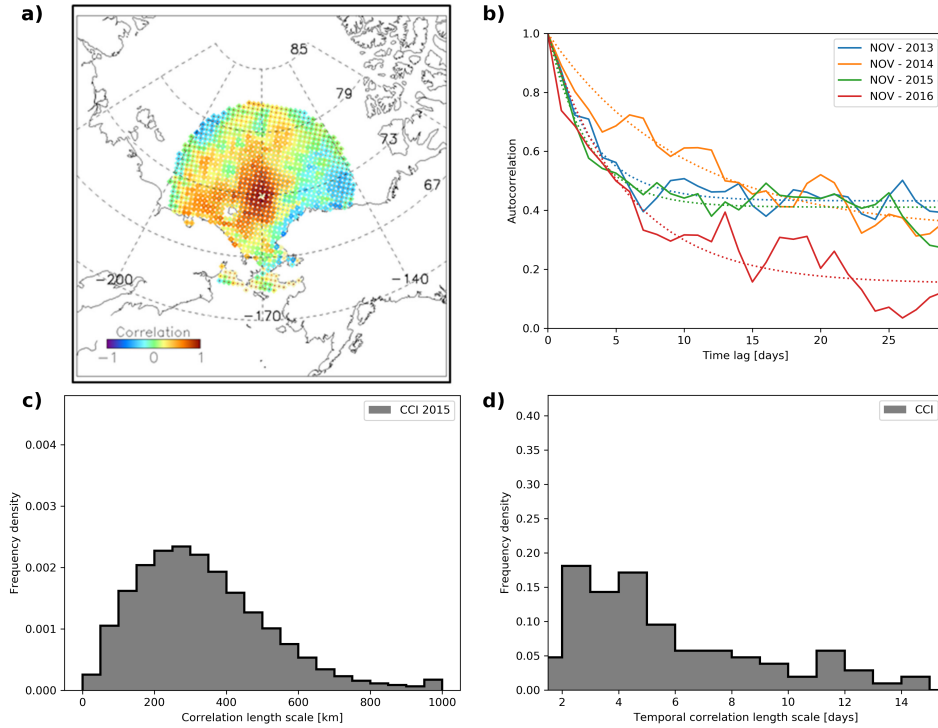 a)
85
79
73
67
−200
−140
−170
Correlation
−1 0 1
b)
1.0
0.8
0.6
0.4
0.2
0.0
Autocorrelation
0 5 10 15 20 25
Time lag [days]
NOV - 2013
NOV - 2014
NOV - 2015
NOV - 2016
c)
0.004
0.003
0.002
0.001
0.000
Frequency density
0 200 400 600 800 1000
Correlation length scale [km]
CCI 2015
d)
0.40
0.35
0.30
0.25
0.20
0.15
0.10
0.05
0.00
Frequency density
2 4 6 8 10 12 14
Temporal correlation length scale [days]
CCI